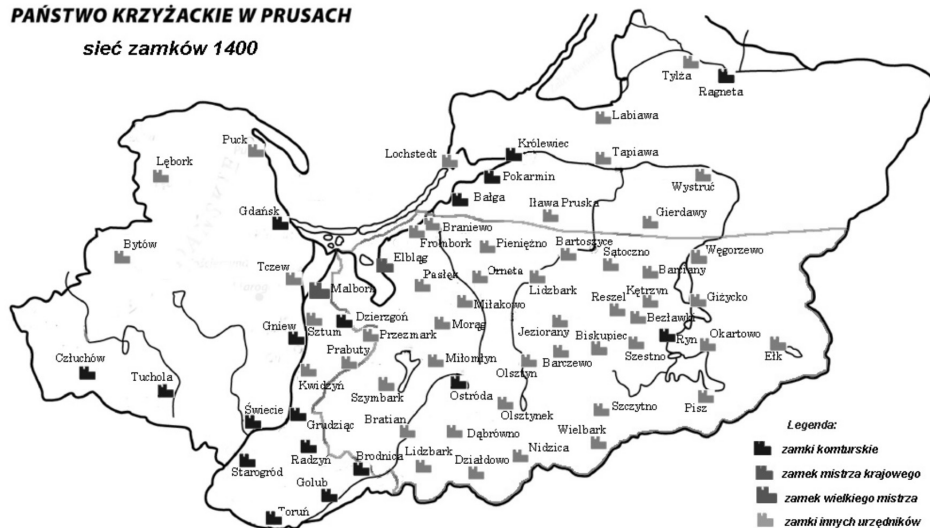 PAŃSTWO KRZYŻACKIE W PRUSACH
sieć zamków 1400
Tylża
Ragneta
Labiawa
Puck
Królewiec
Lochstedt
Tapiawa
Lębork
Pokarmin
Wystruć
Bałga
Iława Pruska
Gierdawy
Gdańsk
Braniewo
Frombork
Pieniężno
Bartoszyce
Bytów
Sątoczno
Węgorzewo
Elbląg
Tczew
Pasłęk
Orneta
Lidzbark
Barciany
Malbork
Kętrzyn
Reszel
Giżycko
Miłakowo
Bezławki
Dzierzgoń
Gniew
Sztum
Przezmark
Morąg
Jeziorany
Biskupiec
Ryn
Okartowo
Ełk
Szestno
Człuchów
Prabuty
Miłomłyn
Olsztyn
Barczewo
Tuchola
Kwidzyń
Szymbark
Ostróda
Olsztynek
Szczytno
Pisz
Świecie
Grudziąc
Bratian
Dąbrówno
Wielbark
Radzyń
Nidzica
Starogród
Brodnica
Lidzbark
Działdowo
Golub
Toruń
Legenda:
zamki komturskie
zamek mistrza krajowego
zamek wielkiego mistrza
zamki innych urzędników